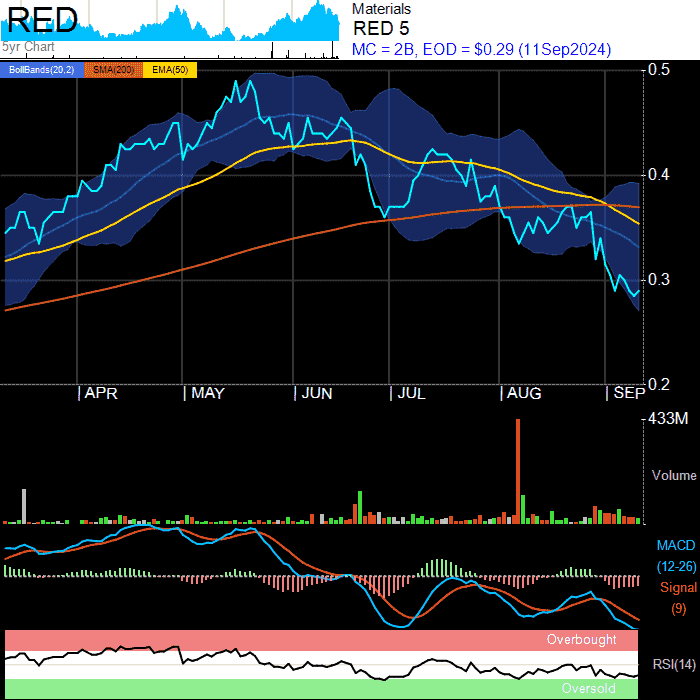 RED
5yr Chart
Materials
RED 5
MC = 2B, EOD = $0.29 (11Sep2024)
BollBands(20,2) SMA(200) EMA(50)
0.5
0.4
0.3
0.2
APR MAY JUN JUL AUG SEP
433M
Volume
MACD
(12-26)
Signal
(9)
Overbought
RSI(14)
Oversold